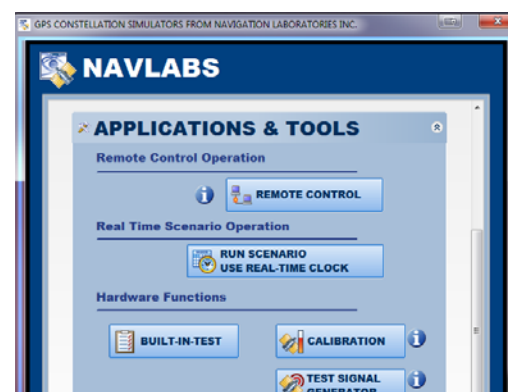 GPS CONSTELLATION SIMULATORS FROM NAVIGATION LABORATORIES INC.
NAVLABS
APPLICATIONS & TOOLS
Remote Control Operation
REMOTE CONTROL
Real Time Scenario Operation
RUN SCENARIO
USE REAL-TIME CLOCK
Hardware Functions
BUILT-IN-TEST
CALIBRATION
TEST SIGNAL
GENERATOR